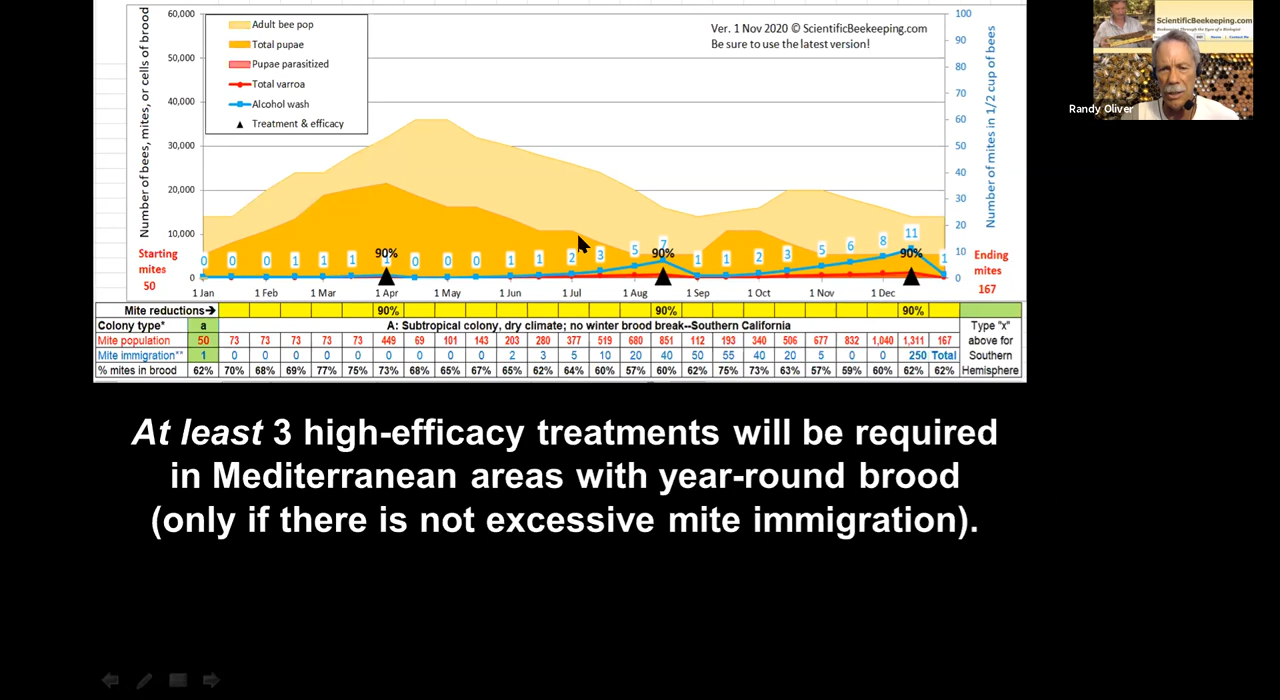 60,000
50,000
40,000
30,000
20,000
10,000
0
Number of bees, mites, or cells of brood
Adult bee pop
Total pupae
Pupae parasitized
Total varroa
Alcohol wash
Treatment & efficacy
Ver. 1 Nov 2020 © ScientificBeekeeping.com
Be sure to use the latest version!
100
90
80
70
60
50
40
30
20
10
0
Number of mites in 1/2 cup of bees
Randy Oliver
ScientificBeekeeping.com
Starting
mites
50
0 0 0 1 1 1 1 0 0 0 1 1 2 3 5 7 1 1 2 3 5 6 8 11 1
90% 90% 90%
Ending
mites
167
1 Jan 1 Feb 1 Mar 1 Apr 1 May 1 Jun 1 Jul 1 Aug 1 Sep 1 Oct 1 Nov 1 Dec
Mite reductions→ 90% 90% 90%
Colony type* a A: Subtropical colony, dry climate; no winter brood break--Southern California Type "x"
Mite population 50 73 73 73 73 73 449 69 101 143 203 280 377 519 680 851 112 193 340 506 677 832 1,040 1,311 167 above for
Mite immigration** 1 0 0 0 0 0 0 0 0 0 2 3 5 10 20 40 50 55 40 20 5 0 0 250 Total Southern
% mites in brood 62% 70% 68% 69% 77% 75% 73% 68% 65% 67% 65% 62% 64% 60% 57% 60% 62% 75% 73% 63% 57% 59% 60% 62% 62% Hemisphere
At least 3 high-efficacy treatments will be required
in Mediterranean areas with year-round brood
(only if there is not excessive mite immigration).